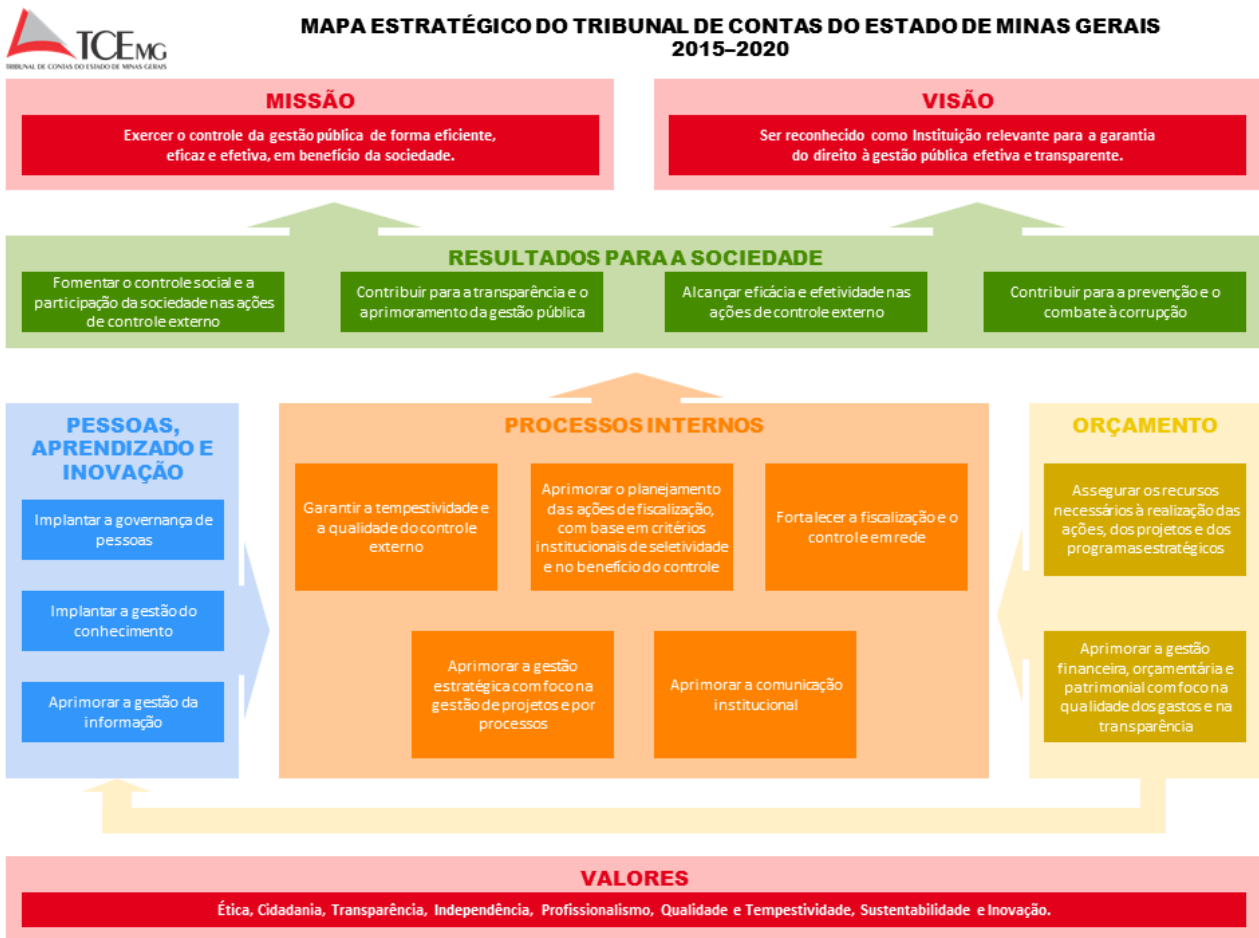 TCEMG
TRIBUNAL DE CONTAS DO ESTADO DE MINAS GERAIS
MAPA ESTRATÉGICO DO TRIBUNAL DE CONTAS DO ESTADO DE MINAS GERAIS
2015–2020
MISSÃO
Exercer o controle da gestão pública de forma eficiente,
eficaz e efetiva, em benefício da sociedade.
VISÃO
Ser reconhecido como Instituição relevante para a garantia
do direito à gestão pública efetiva e transparente.
RESULTADOS PARA A SOCIEDADE
Fomentar o controle social e a
participação da sociedade nas ações
de controle externo
Contribuir para a transparência e o
aprimoramento da gestão pública
Alcançar eficácia e efetividade nas
ações de controle externo
Contribuir para a prevenção e o
combate à corrupção
PESSOAS,
APRENDIZADO E
INOVAÇÃO
Implantar a governança de
pessoas
Implantar a gestão do
conhecimento
Aprimorar a gestão da
informação
PROCESSOS INTERNOS
Garantir a tempestividade e
a qualidade do controle
externo
Aprimorar o planejamento
das ações de fiscalização,
com base em critérios
institucionais de seletividade
e no benefício do controle
Fortalecer a fiscalização e o
controle em rede
Aprimorar a gestão
estratégica com foco na
gestão de projetos e por
processos
Aprimorar a comunicação
institucional
ORÇAMENTO
Assegurar os recursos
necessários à realização das
ações, dos projetos e dos
programas estratégicos
Aprimorar a gestão
financeira, orçamentária e
patrimonial com foco na
qualidade dos gastos e na
transparência
VALORES
Ética, Cidadania, Transparência, Independência, Profissionalismo, Qualidade e Tempestividade, Sustentabilidade e Inovação.